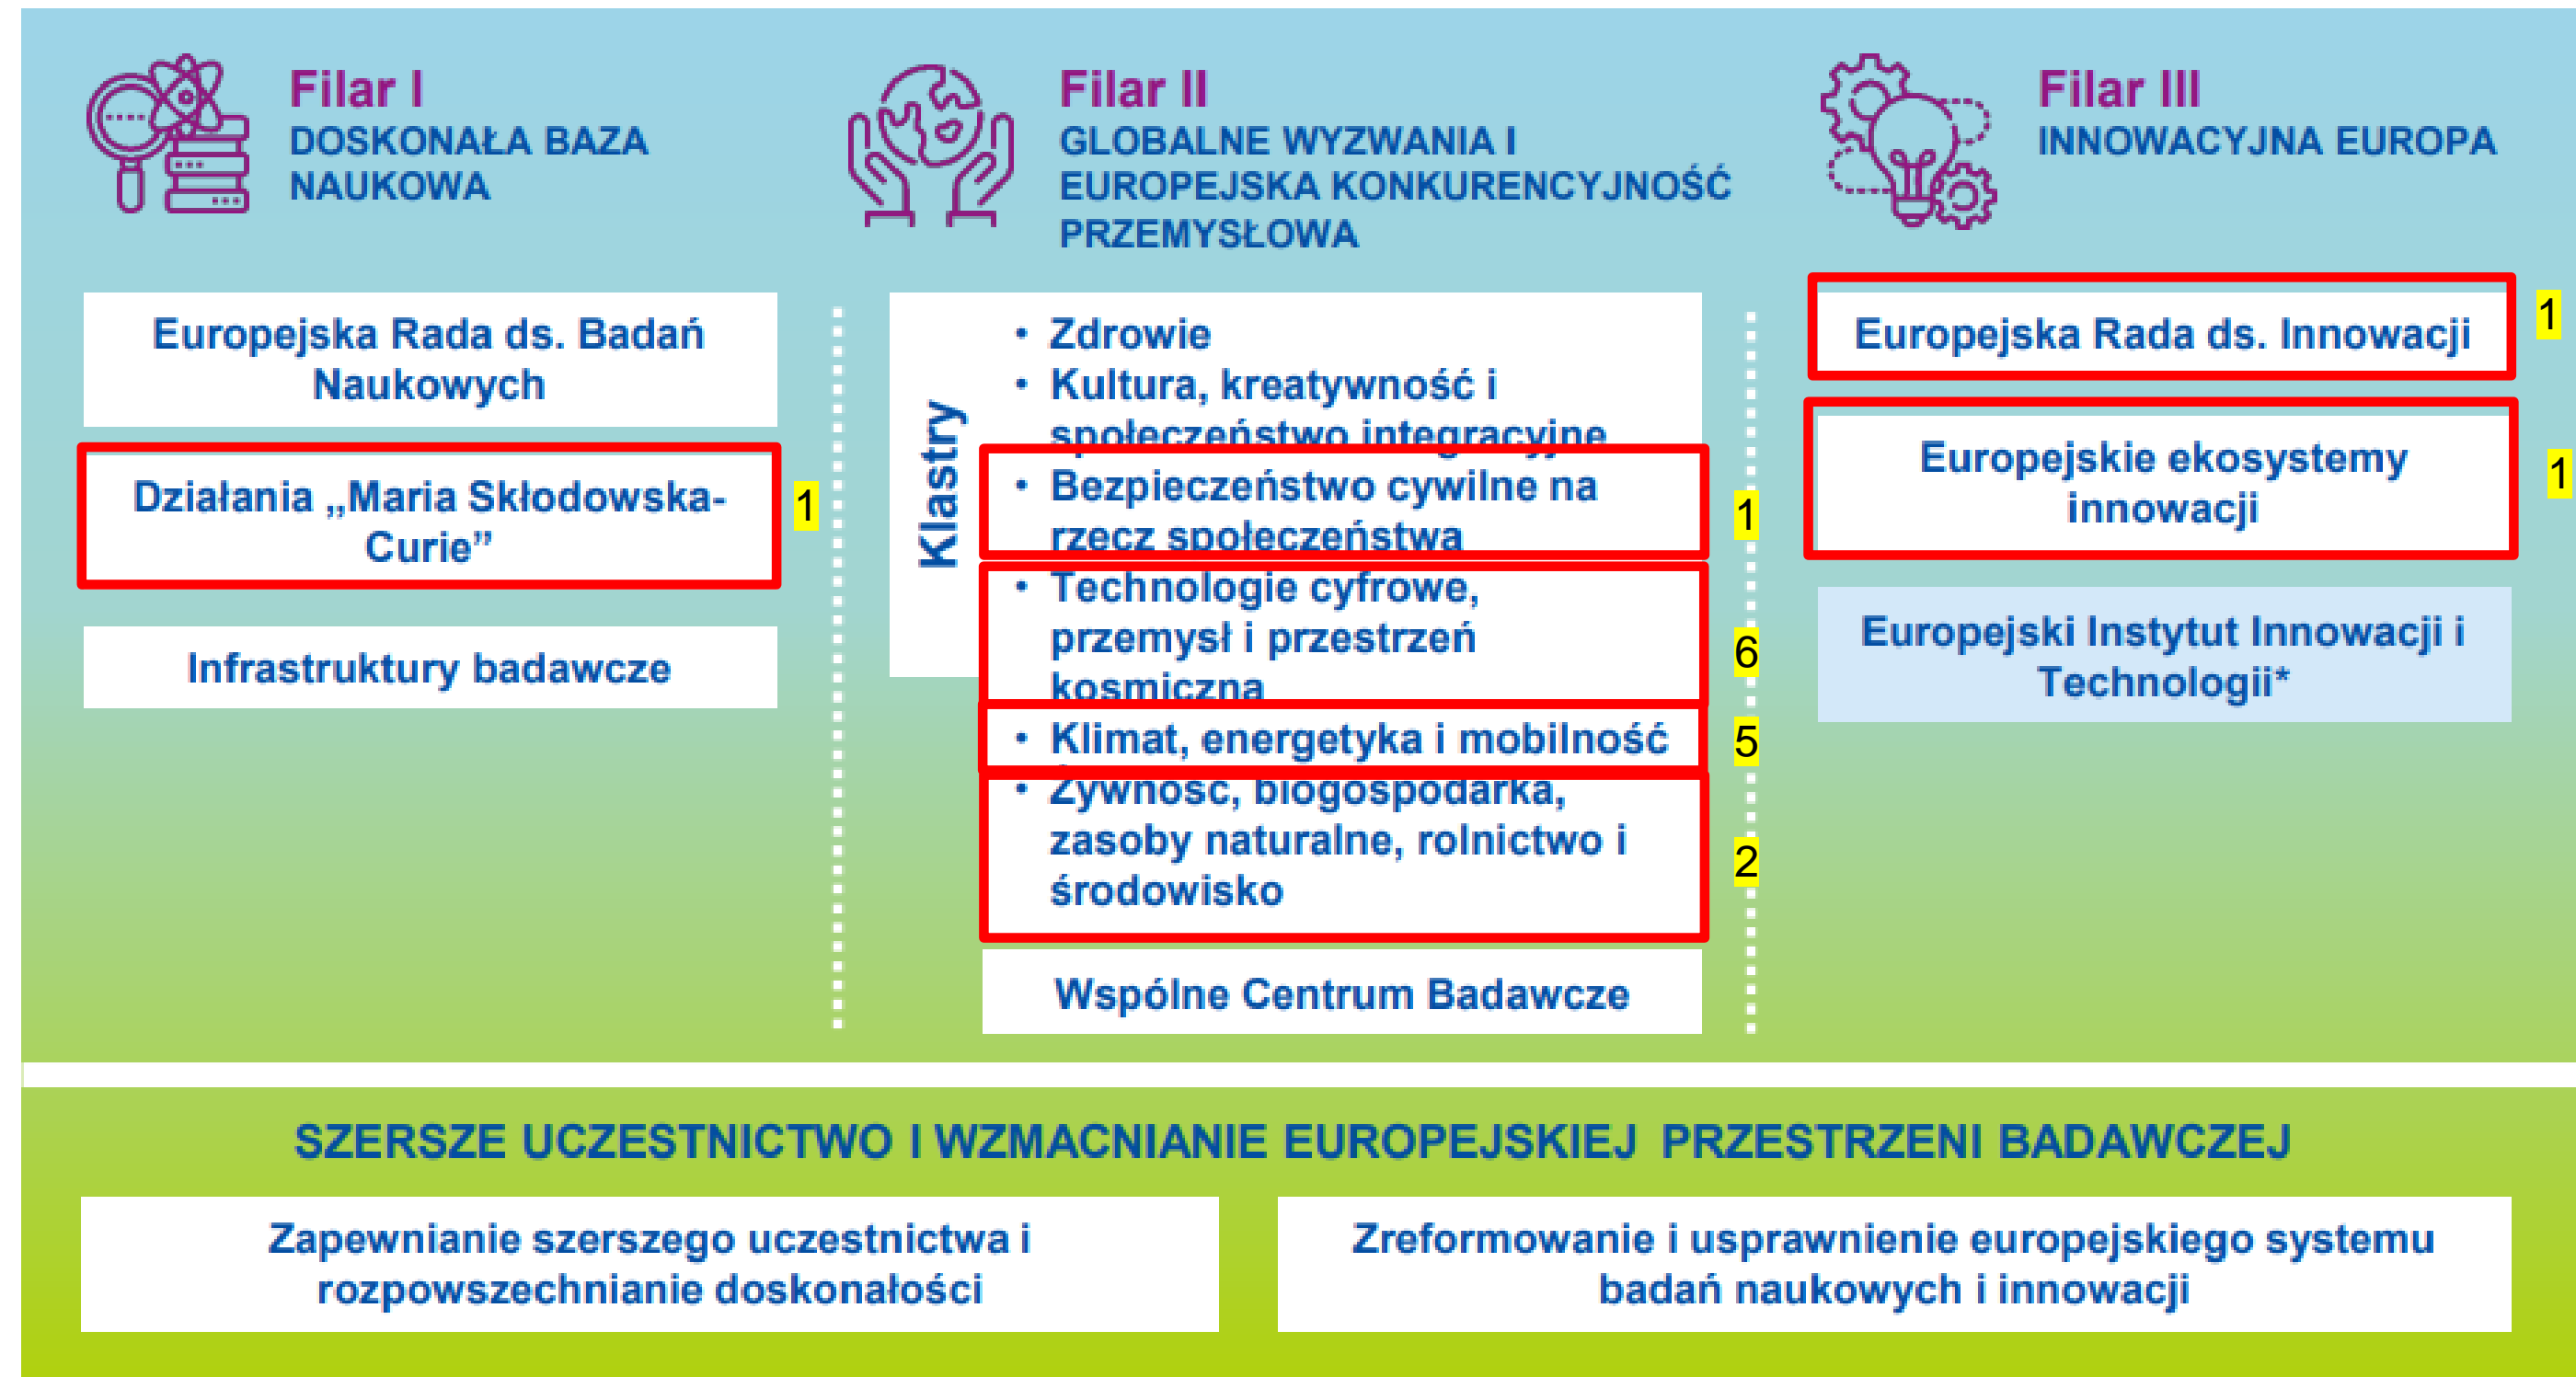 Filar I
DOSKONAŁA BAZA
NAUKOWA
Europejska Rada ds. Badań
Naukowych
Działania „Maria Skłodowska-
Curie”
1
Infrastruktury badawcze
Filar II
GLOBALNE WYZWANIA I
EUROPEJSKA KONKURENCYJNOŚĆ
PRZEMYSŁOWA
Klastry
• Zdrowie
• Kultura, kreatywność i
społeczeństwo integracyjne
• Bezpieczeństwo cywilne na
rzecz społeczeństwa
1
• Technologie cyfrowe,
przemysł i przestrzeń
kosmiczna
6
• Klimat, energetyka i mobilność
5
• Żywność, biogospodarka,
zasoby naturalne, rolnictwo i
środowisko
2
Wspólne Centrum Badawcze
Filar III
INNOWACYJNA EUROPA
Europejska Rada ds. Innowacji
1
Europejskie ekosystemy
innowacji
1
Europejski Instytut Innowacji i
Technologii*
SZERSZE UCZESTNICTWO I WZMACNIANIE EUROPEJSKIEJ PRZESTRZENI BADAWCZEJ
Zapewnianie szerszego uczestnictwa i
rozpowszechnianie doskonałości
Zreformowanie i usprawnienie europejskiego systemu
badań naukowych i innowacji